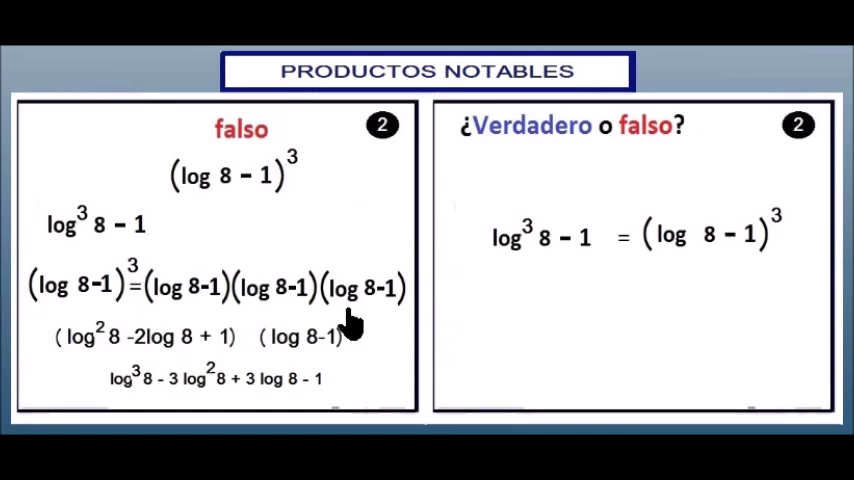 PRODUCTOS NOTABLES
falso 2
(log 8 - 1)³
log³ 8 - 1
(log 8-1)³=(log 8-1)(log 8-1)(log 8-1)
(log² 8 -2log 8 + 1) (log 8-1)
log³ 8 - 3 log² 8 + 3 log 8 - 1
¿Verdadero o falso? 2
log³ 8 - 1 = (log 8 - 1)³